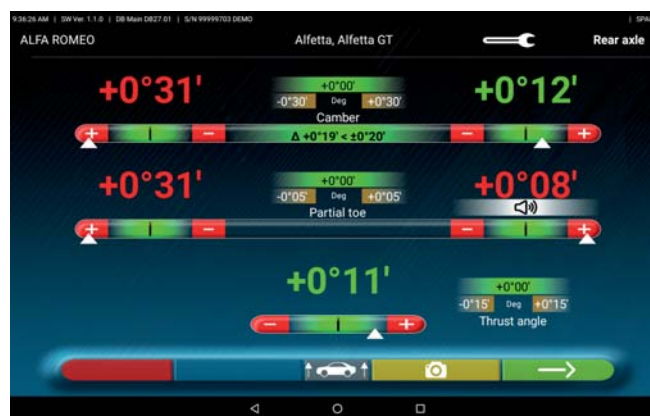 9:36:26 AM | SW Ver. 1.1.0 | DB Main DB27.01 | S/N 99999703 DEMO | SPA
ALFA ROMEO Alfetta, Alfetta GT Rear axle
+0°31' +0°00' +0°12'
-0°30' Deg +0°30'
Camber
+ - Δ +0°19' < ±0°20' - +
+0°31' +0°00' +0°08'
-0°05' Deg +0°05'
Partial toe
+ - - +
+0°11' +0°00'
-0°15' Deg +0°15'
- + Thrust angle